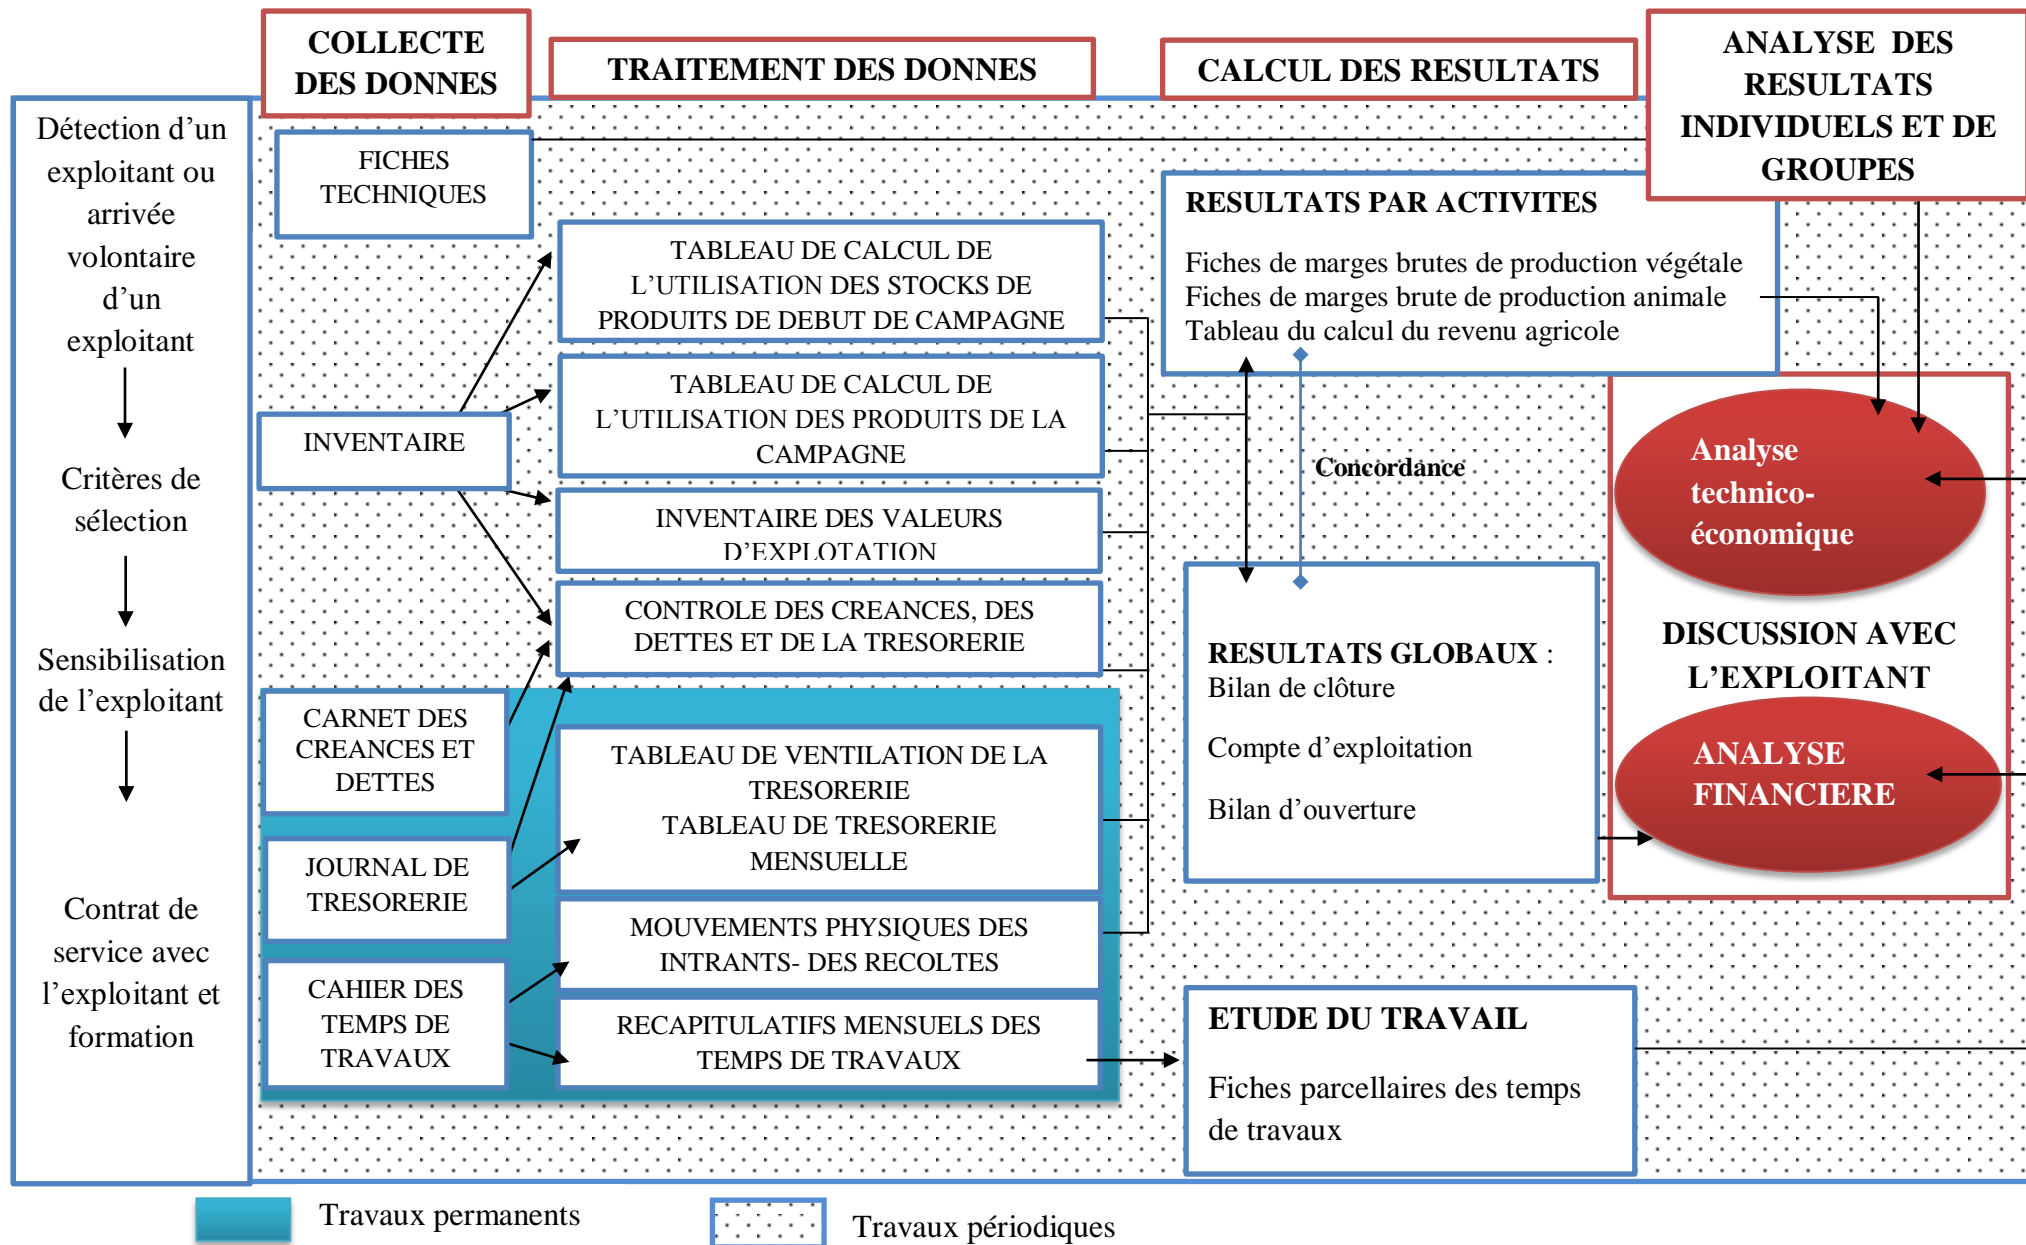 COLLECTE
DES DONNES
TRAITEMENT DES DONNES
CALCUL DES RESULTATS
ANALYSE  DES
RESULTATS
INDIVIDUELS ET DE
GROUPES
Détection d’un
exploitant ou
arrivée
volontaire
d’un
exploitant
Critères de
sélection
Sensibilisation
de l’exploitant
Contrat de
service avec
l’exploitant et
formation
FICHES
TECHNIQUES
INVENTAIRE
CARNET DES
CREANCES ET
DETTES
JOURNAL DE
TRESORERIE
CAHIER DES
TEMPS DE
TRAVAUX
TABLEAU DE CALCUL DE
L’UTILISATION DES STOCKS DE
PRODUITS DE DEBUT DE CAMPAGNE
TABLEAU DE CALCUL DE
L’UTILISATION DES PRODUITS DE LA
CAMPAGNE
INVENTAIRE DES VALEURS
D’EXPLOTATION
CONTROLE DES CREANCES, DES
DETTES ET DE LA TRESORERIE
TABLEAU DE VENTILATION DE LA
TRESORERIE
TABLEAU DE TRESORERIE
MENSUELLE
MOUVEMENTS PHYSIQUES DES
INTRANTS- DES RECOLTES
RECAPITULATIFS MENSUELS DES
TEMPS DE TRAVAUX
RESULTATS PAR ACTIVITES
Fiches de marges brutes de production végétale
Fiches de marges brute de production animale
Tableau du calcul du revenu agricole
Concordance
RESULTATS GLOBAUX :
Bilan de clôture
Compte d’exploitation
Bilan d’ouverture
ETUDE DU TRAVAIL
Fiches parcellaires des temps
de travaux
Analyse
technico-
économique
DISCUSSION AVEC
L’EXPLOITANT
ANALYSE
FINANCIERE
Travaux permanents
Travaux périodiques